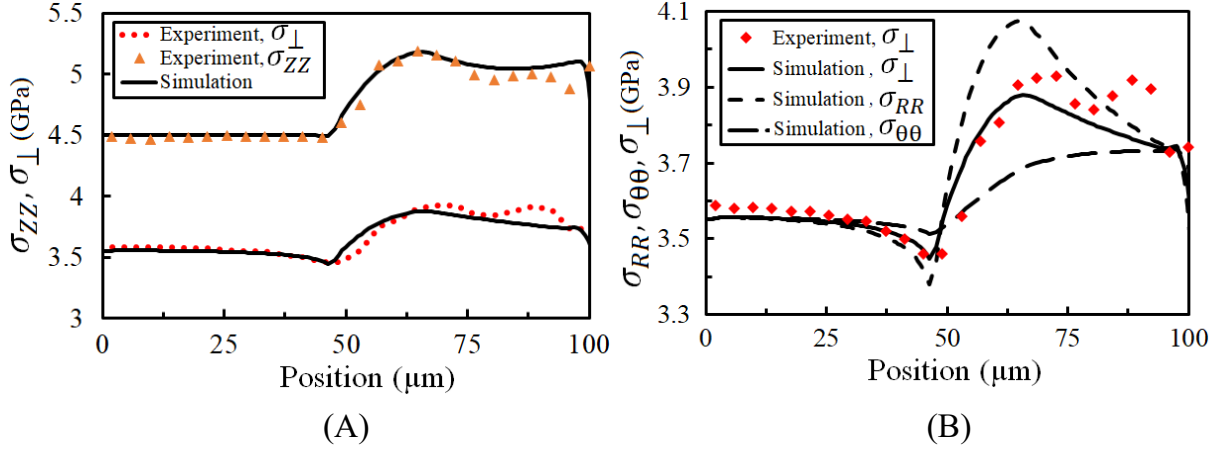 Experiment, σ⊥
Experiment, σZZ
Simulation
σZZ, σ⊥ (GPa)
5.5
5
4.5
4
3.5
3
0
25
50
75
100
Position (μm)
(A)
Experiment, σ⊥
Simulation , σ⊥
Simulation , σRR
Simulation , σθθ
σRR, σθθ, σ⊥ (GPa)
4.1
3.9
3.7
3.5
3.3
0
25
50
75
100
Position (μm)
(B)